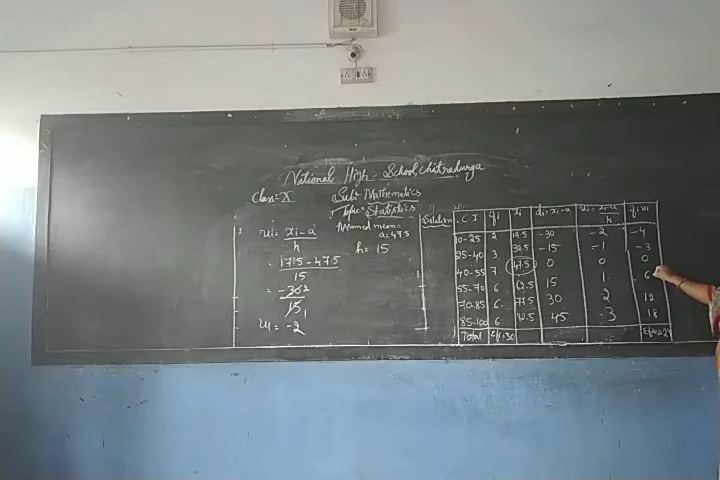 National High School, Chitradurga
Class: X Sub: Mathematics
Topic: Statistics
Assumed mean = a = 47.5
h = 15
ui = xi - a / h
= 17.5 - 47.5 / 15
= -30 2 / 15 1
u1 = -2
C.I fi xi di = xi - a ui = xi - a / h fiui
10-25 2 17.5 -30 -2 -4
25-40 3 32.5 -15 -1 -3
40-55 7 47.5 0 0 0
55-70 6 62.5 15 1 6
70-85 6 77.5 30 2 12
85-100 6 92.5 45 -3 18
Total Σfi = 30